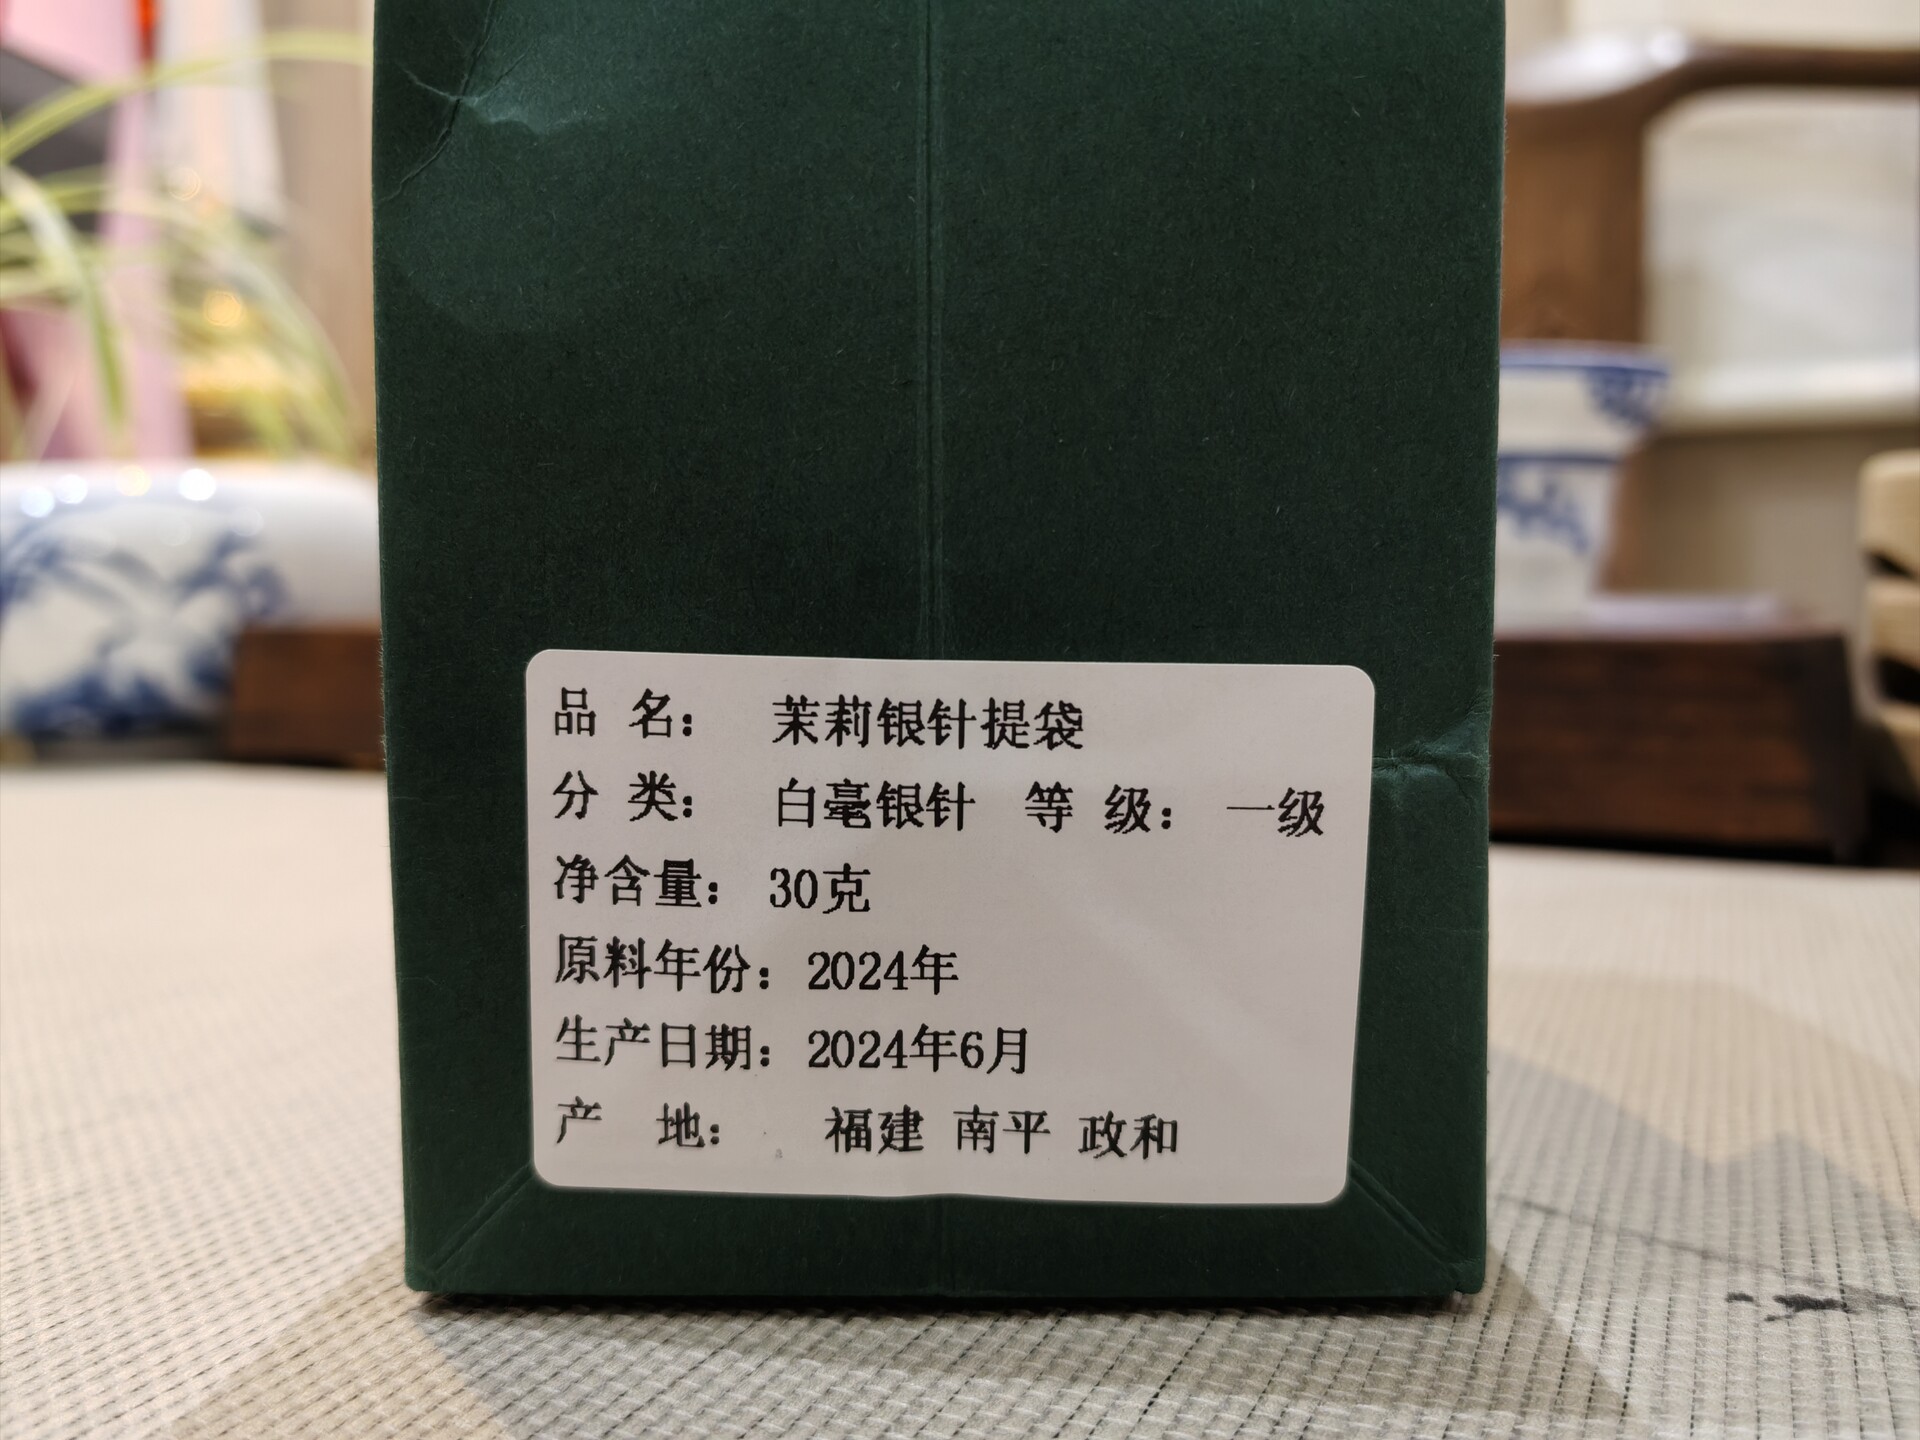 品 名： 茉莉银针提袋
分 类： 白毫银针 等 级： 一级
净含量： 30克
原料年份：2024年
生产日期：2024年6月
产 地： 福建 南平 政和